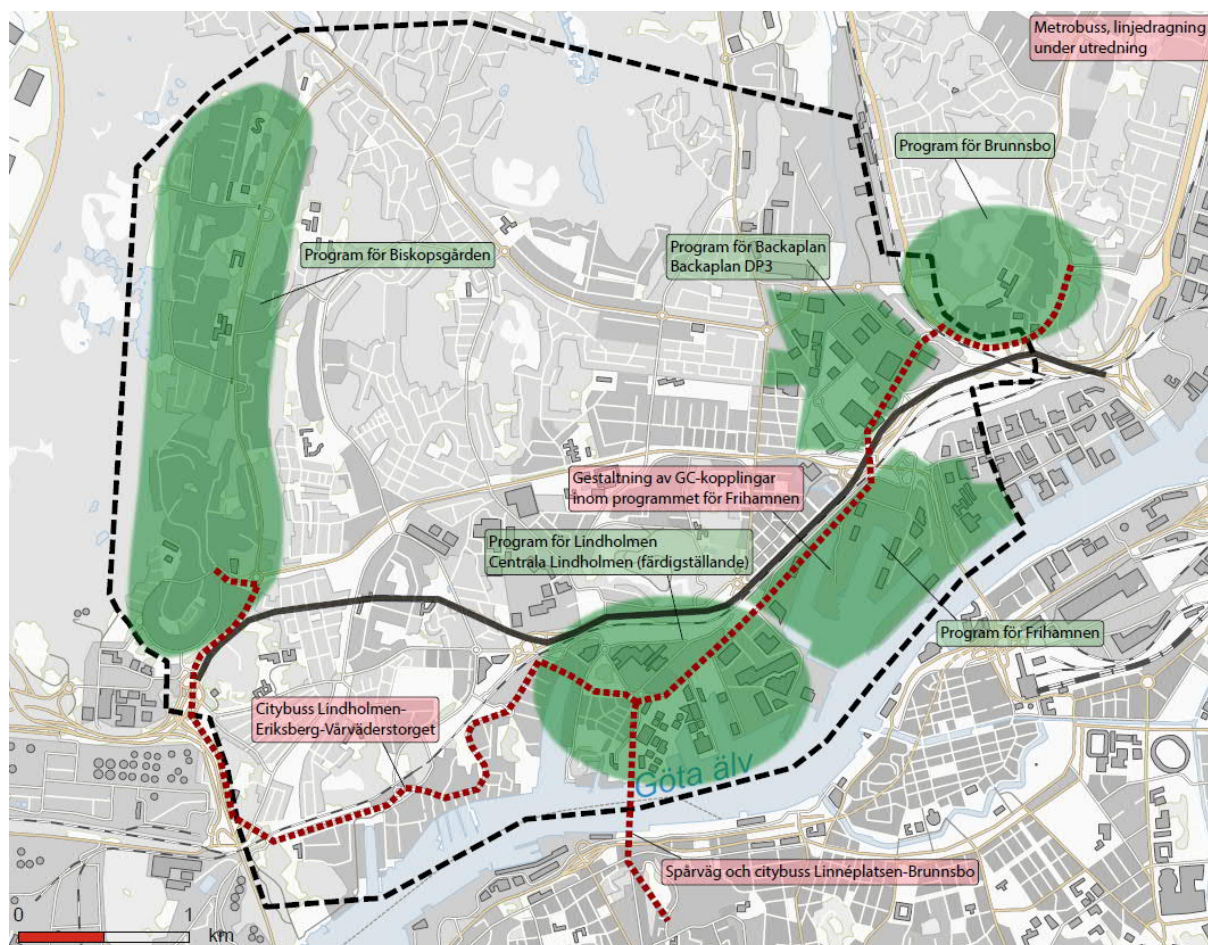 Metrobuss, linjedragning
under utredning
Program för Brunnsbo
Program för Biskopsgården
Program för Backaplan
Backaplan DP3
Gestaltning av GC-kopplingar
inom programmet för Frihamnen
Program för Lindholmen
Centrala Lindholmen (färdigställande)
Program för Frihamnen
Citybuss Lindholmen-
Eriksberg-Vårväderstorget
Göta älv
Spårväg och citybuss Linnéplatsen-Brunnsbo
0 1
km